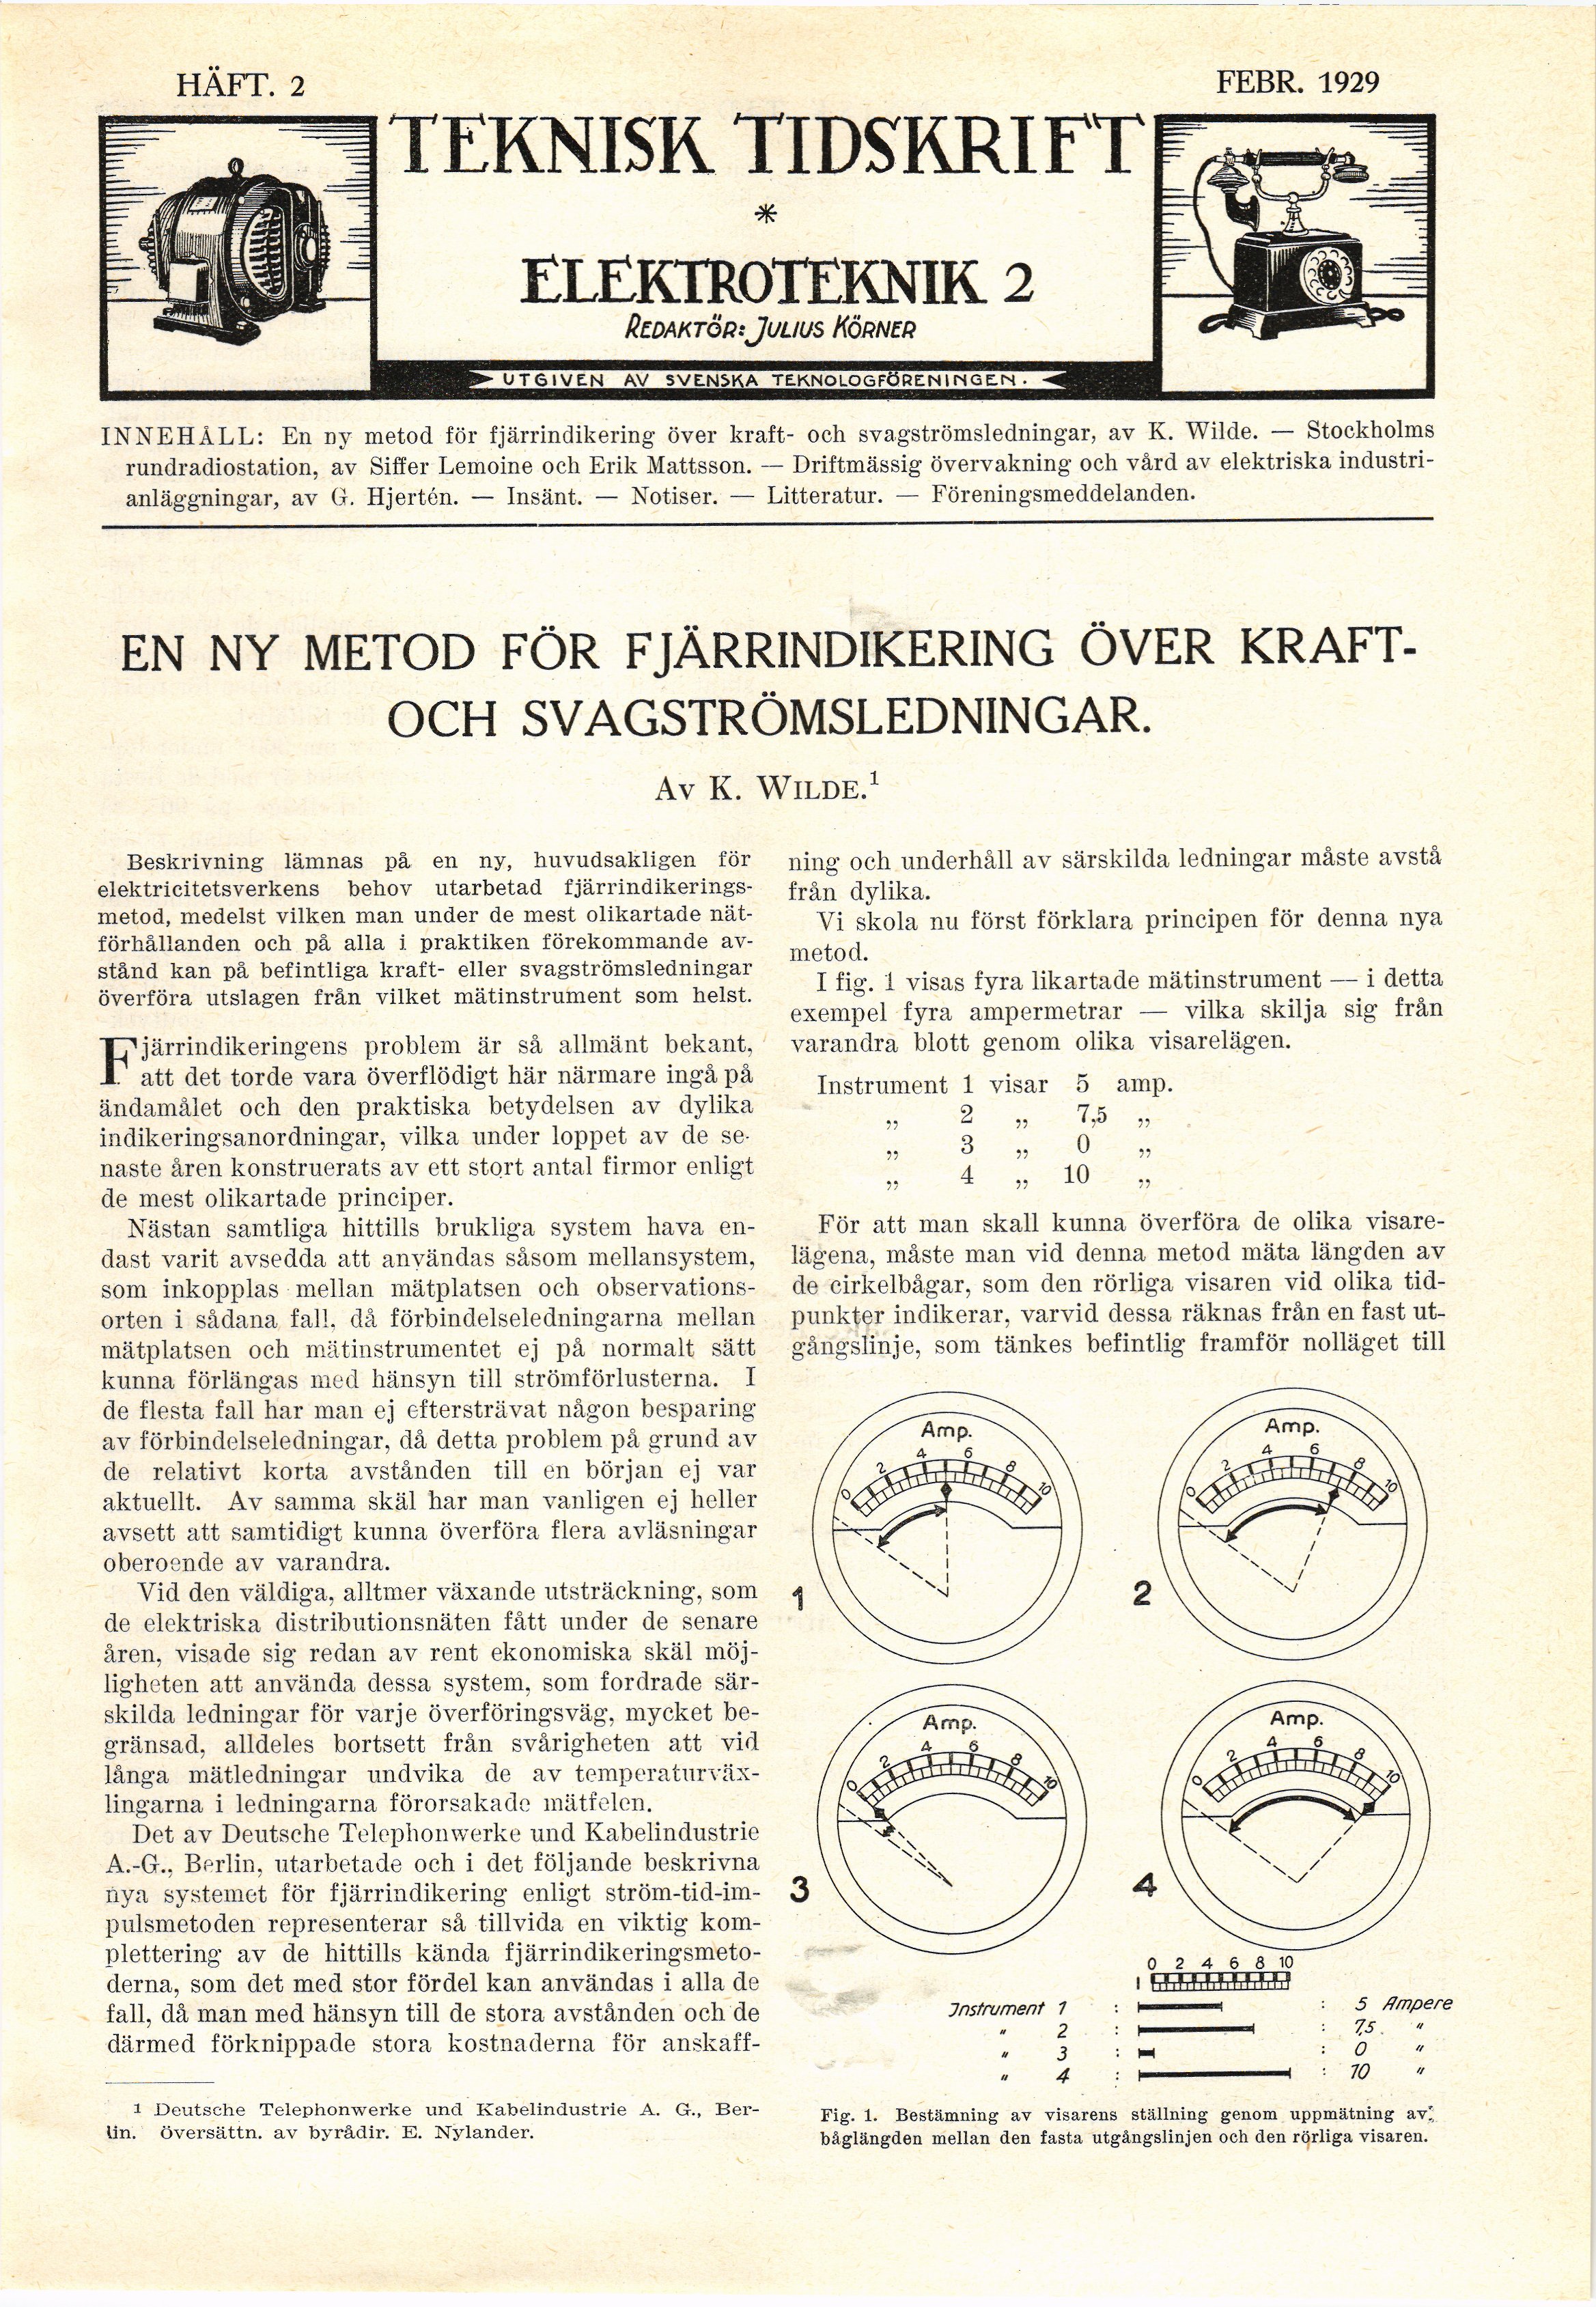 HÄFT. 2
FEBR. 1929
TEKNISK TIDSKRIFT
*
ELEKTROTEKNIK 2
REDAKTÖR: JULIUS KÖRNER
UTGIVEN AV SVENSKA TEKNOLOGFÖRENINGEN.
INNEHÅLL: En ny metod för fjärrindikering över kraft- och svagströmsledningar, av K. Wilde. — Stockholms
rundradiostation, av Siffer Lemoine och Erik Mattsson. — Driftmässig övervakning och vård av elektriska industri-
anläggningar, av G. Hjertén. — Insänt. — Notiser. — Litteratur. — Föreningsmeddelanden.
EN NY METOD FÖR FJÄRRINDIKERING ÖVER KRAFT-
OCH SVAGSTRÖMSLEDNINGAR.
Av K. WILDE.¹
Beskrivning lämnas på en ny, huvudsakligen för
elektricitetsverkens behov utarbetad fjärrindikerings-
metod, medelst vilken man under de mest olikartade nät-
förhållanden och på alla i praktiken förekommande av-
stånd kan på befintliga kraft- eller svagströmsledningar
överföra utslagen från vilket mätinstrument som helst.
Fjärrindikeringens problem är så allmänt bekant,
att det torde vara överflödigt här närmare ingå på
ändamålet och den praktiska betydelsen av dylika
indikeringsanordningar, vilka under loppet av de se-
naste åren konstruerats av ett stort antal firmor enligt
de mest olikartade principer.
Nästan samtliga hittills brukliga system hava en-
dast varit avsedda att användas såsom mellansystem,
som inkopplas mellan mätplatsen och observations-
orten i sådana fall, då förbindelseledningarna mellan
mätplatsen och mätinstrumentet ej på normalt sätt
kunna förlängas med hänsyn till strömförlusterna. I
de flesta fall har man ej eftersträvat någon besparing
av förbindelseledningar, då detta problem på grund av
de relativt korta avstånden till en början ej var
aktuellt. Av samma skäl har man vanligen ej heller
avsett att samtidigt kunna överföra flera avläsningar
oberoende av varandra.
Vid den väldiga, alltmer växande utsträckning, som
de elektriska distributionsnäten fått under de senare
åren, visade sig redan av rent ekonomiska skäl möj-
ligheten att använda dessa system, som fordrade sär-
skilda ledningar för varje överföringsväg, mycket be-
gränsad, alldeles bortsett från svårigheten att vid
långa mätledningar undvika de av temperaturväx-
lingarna i ledningarna förorsakade mätfelen.
Det av Deutsche Telephonwerke und Kabelindustrie
A.-G., Berlin, utarbetade och i det följande beskrivna
nya systemet för fjärrindikering enligt ström-tid-im-
pulsmetoden representerar så tillvida en viktig kom-
plettering av de hittills kända fjärrindikeringsmeto-
derna, som det med stor fördel kan användas i alla de
fall, då man med hänsyn till de stora avstånden och de
därmed förknippade stora kostnaderna för anskaff-
1 Deutsche Telephonwerke und Kabelindustrie A. G., Ber-
lin. Översättn. av byrådir. E. Nylander.
ning och underhåll av särskilda ledningar måste avstå
från dylika.
Vi skola nu först förklara principen för denna nya
metod.
I fig. 1 visas fyra likartade mätinstrument — i detta
exempel fyra ampermetrar — vilka skilja sig från
varandra blott genom olika visarelägen.
Instrument 1 visar 5 amp.
„ 2 „ 7,5 „
„ 3 „ 0 „
„ 4 „ 10 „
För att man skall kunna överföra de olika visare-
lägena, måste man vid denna metod mäta längden av
de cirkelbågar, som den rörliga visaren vid olika tid-
punkter indikerar, varvid dessa räknas från en fast ut-
gångslinje, som tänkes befintlig framför nolläget till
Amp.
0 2 4 6 8 10
1
Amp.
0 2 4 6 8 10
2
Amp.
0 2 4 6 8 10
3
Amp.
0 2 4 6 8 10
4
0 2 4 6 8 10
Instrument 1 : : 5 Ampere
" 2 : : 7,5 "
" 3 : : 0 "
" 4 : : 10 "
Fig. 1. Bestämning av visarens ställning genom uppmätning av
båglängden mellan den fasta utgångslinjen och den rörliga visaren.